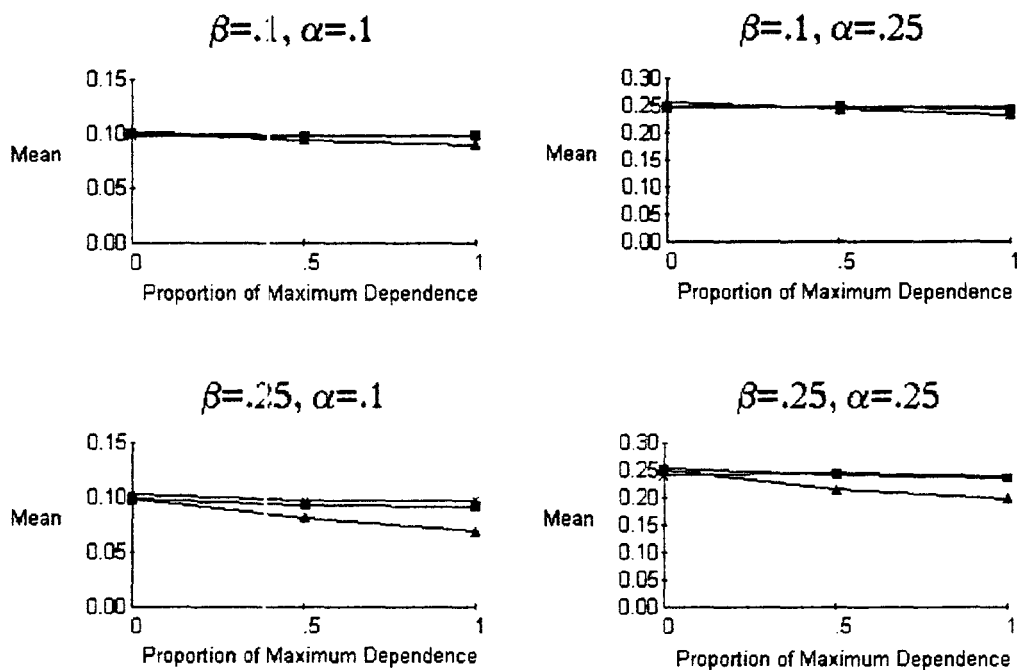 β=.1, α=.1
0.15
0.10
Mean
0.05
0.00
0 .5 1
Proportion of Maximum Dependence
β=.1, α=.25
0.30
0.25
0.20
Mean
0.15
0.10
0.05
0.00
0 .5 1
Proportion of Maximum Dependence
β=.25, α=.1
0.15
0.10
Mean
0.05
0.00
0 .5 1
Proportion of Maximum Dependence
β=.25, α=.25
0.30
0.25
0.20
Mean
0.15
0.10
0.05
0.00
0 .5 1
Proportion of Maximum Dependence